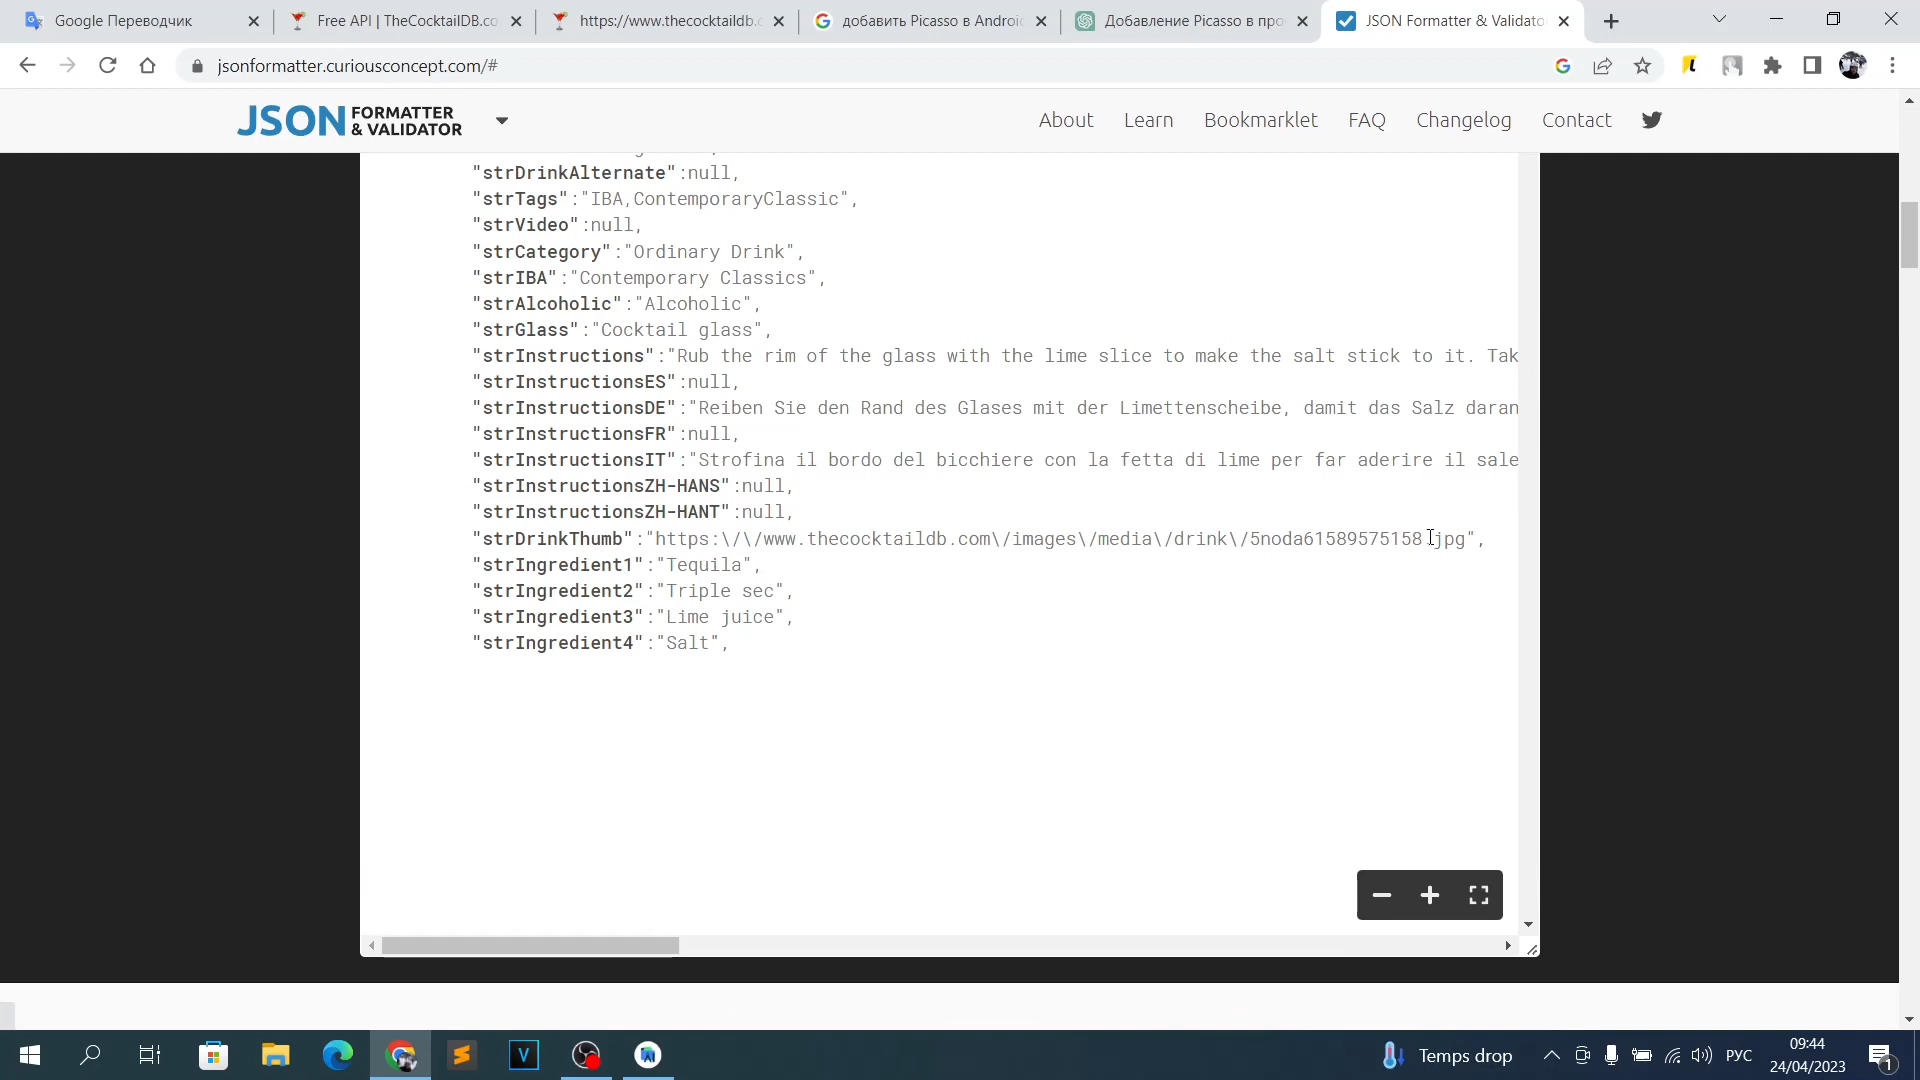 Google Переводчик
Free API | TheCocktailDB.co
https://www.thecocktaildb.c
добавить Picasso в Androi
Добавление Picasso в про
JSON Formatter & Validato
jsonformatter.curiousconcept.com/#
JSON FORMATTER & VALIDATOR
About Learn Bookmarklet FAQ Changelog Contact
"strDrinkAlternate":null,
"strTags":"IBA,ContemporaryClassic",
"strVideo":null,
"strCategory":"Ordinary Drink",
"strIBA":"Contemporary Classics",
"strAlcoholic":"Alcoholic",
"strGlass":"Cocktail glass",
"strInstructions":"Rub the rim of the glass with the lime slice to make the salt stick to it. Tak
"strInstructionsES":null,
"strInstructionsDE":"Reiben Sie den Rand des Glases mit der Limettenscheibe, damit das Salz daran
"strInstructionsFR":null,
"strInstructionsIT":"Strofina il bordo del bicchiere con la fetta di lime per far aderire il sale
"strInstructionsZH-HANS":null,
"strInstructionsZH-HANT":null,
"strDrinkThumb":"https:\/\/www.thecocktaildb.com\/images\/media\/drink\/5noda61589575158.jpg",
"strIngredient1":"Tequila",
"strIngredient2":"Triple sec",
"strIngredient3":"Lime juice",
"strIngredient4":"Salt",
Temps drop
РУС
09:44
24/04/2023
1